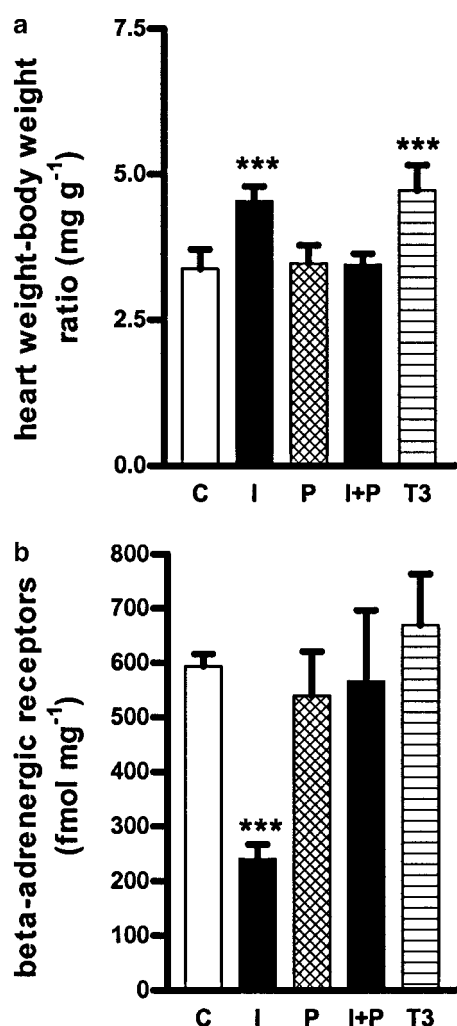 a
heart weight-body weight
ratio (mg g⁻¹)
7.5
5.0
2.5
0.0
***
***
C I P I+P T3
b
beta-adrenergic receptors
(fmol mg⁻¹)
800
700
600
500
400
300
200
100
0
***
C I P I+P T3